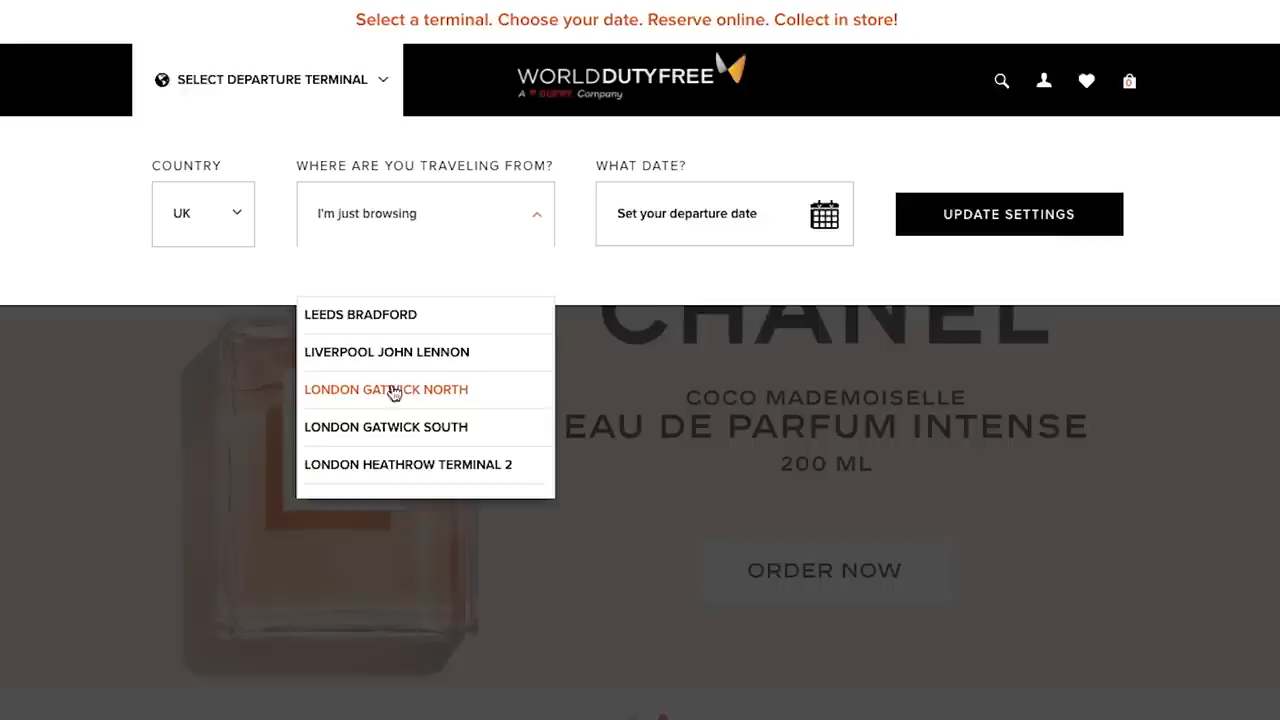 Select a terminal. Choose your date. Reserve online. Collect in store!
SELECT DEPARTURE TERMINAL
WORLDDUTYFREE
A DUFRY Company
0
COUNTRY
WHERE ARE YOU TRAVELING FROM?
WHAT DATE?
UK
I'm just browsing
Set your departure date
UPDATE SETTINGS
LEEDS BRADFORD
LIVERPOOL JOHN LENNON
LONDON GATWICK NORTH
LONDON GATWICK SOUTH
LONDON HEATHROW TERMINAL 2
CHANEL
COCO MADEMOISELLE
EAU DE PARFUM INTENSE
200 ML
ORDER NOW